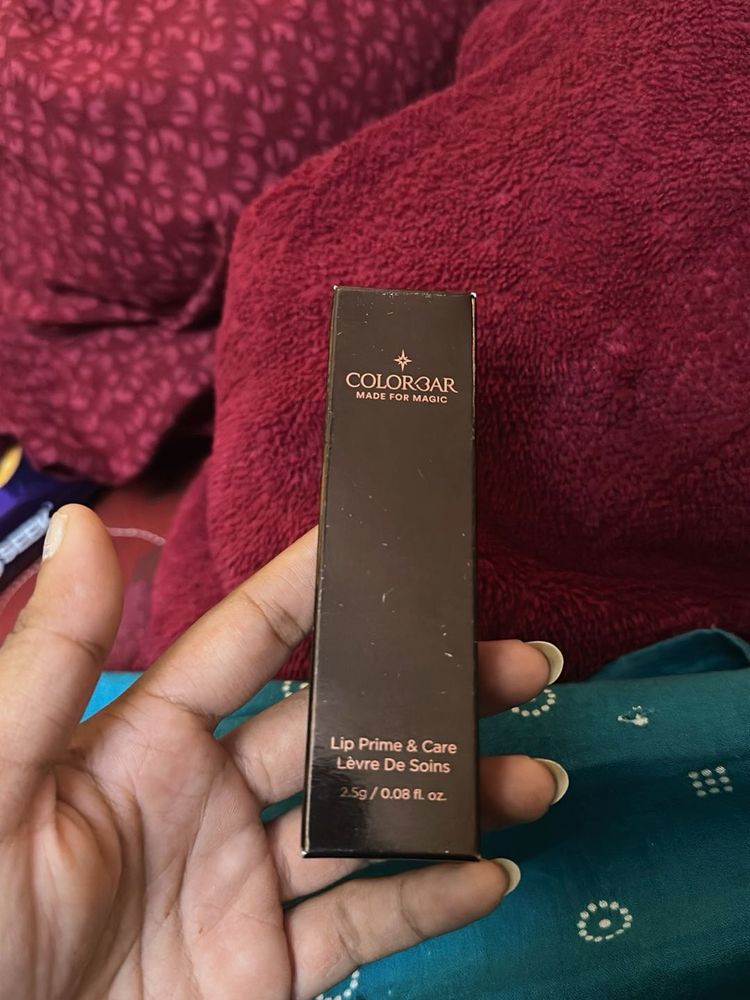 COLORBAR
MADE FOR MAGIC
Lip Prime & Care
Lèvre De Soins
2.5g / 0.08 fl. oz.